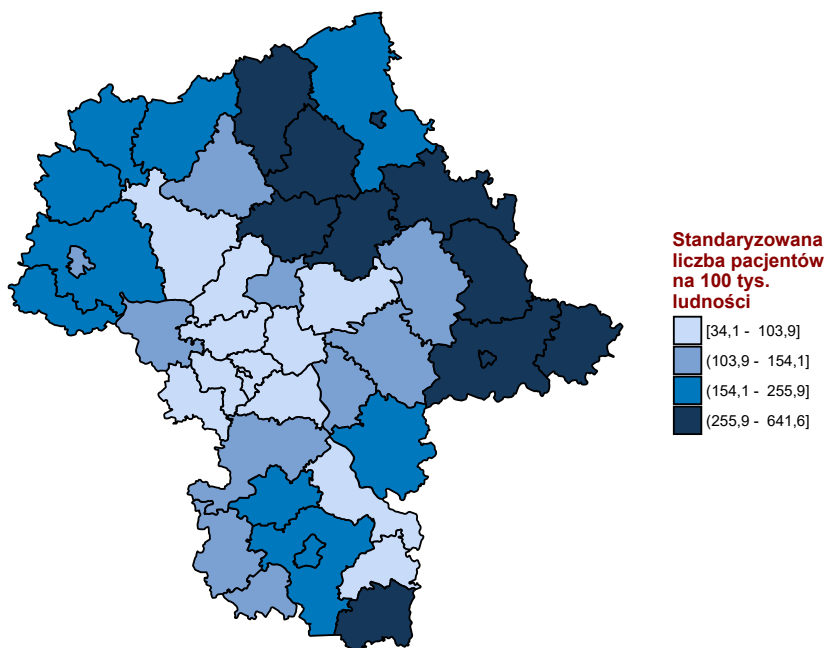 Standaryzowana
liczba pacjentów
na 100 tys.
ludności
[34,1 - 103,9]
(103,9 - 154,1]
(154,1 - 255,9]
(255,9 - 641,6]